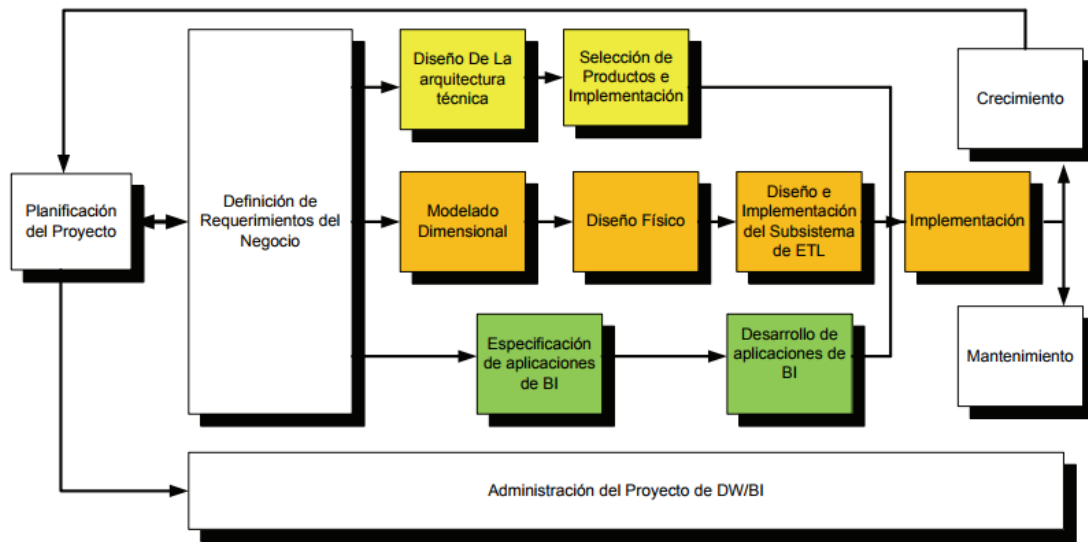 Diseño De La
arquitectura
técnica
Selección de
Productos e
Implementación
Crecimiento
Planificación
del Proyecto
Definición de
Requerimientos del
Negocio
Modelado
Dimensional
Diseño Físico
Diseño e
Implementación
del Subsistema
de ETL
Implementación
Especificación
de aplicaciones
de BI
Desarrollo de
aplicaciones de
BI
Mantenimiento
Administración del Proyecto de DW/BI